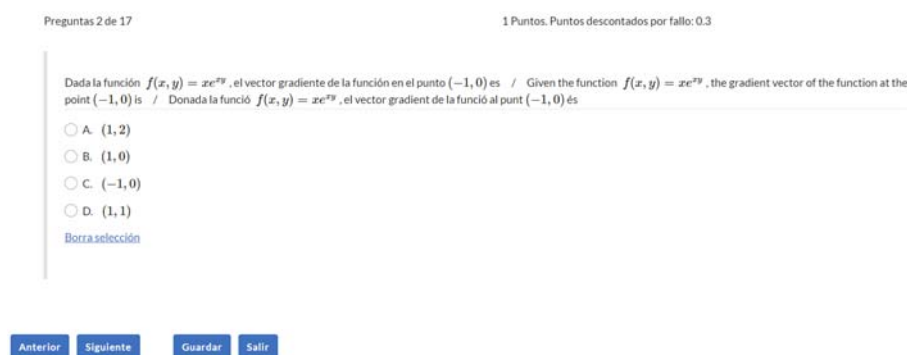 Preguntas 2 de 17
1 Puntos. Puntos descontados por fallo: 0.3
Dada la función f(x, y) = xe^{xy}, el vector gradiente de la función en el punto (−1, 0) es / Given the function f(x, y) = xe^{xy}, the gradient vector of the function at the
point (−1, 0) is / Donada la funció f(x, y) = xe^{xy}, el vector gradient de la funció al punt (−1, 0) és
A. (1, 2)
B. (1, 0)
C. (−1, 0)
D. (1, 1)
Borra selección
Anterior Siguiente Guardar Salir